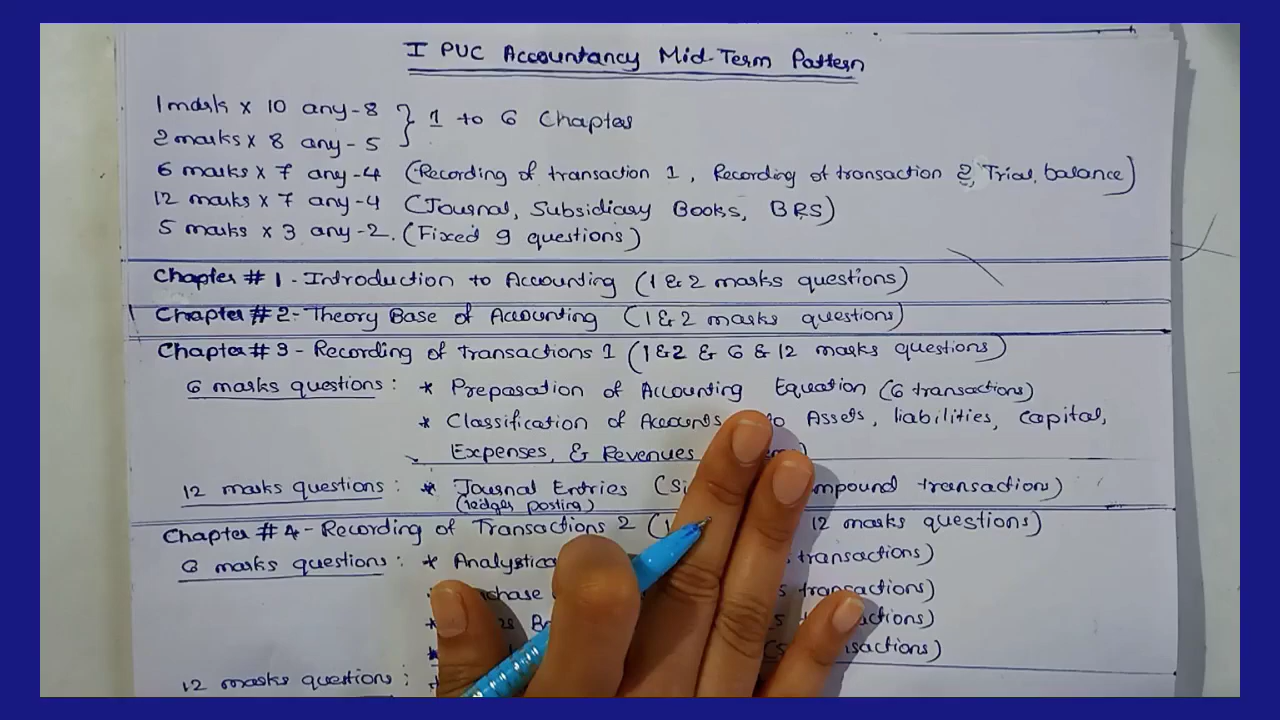 I PUC Accountancy Mid-Term Pattern
1 mark x 10 any-8 } 1 to 6 Chapter
2 marks x 8 any-5
6 marks x 7 any-4 (Recording of transaction 1, Recording of transaction 2, Trial balance)
12 marks x 7 any-4 (Journal, Subsidiary Books, BRS)
5 marks x 3 any-2. (Fixed 9 questions)
Chapter # 1 - Introduction to Accounting (1 & 2 marks questions)
Chapter # 2 - Theory Base of Accounting (1 & 2 marks questions)
Chapter # 3 - Recording of transactions 1 (1 & 2 & 6 & 12 marks questions)
6 marks questions : * Preparation of Accounting Equation (6 transactions)
* Classification of Accounts Assets, liabilities, capital,
Expenses, & Revenues
12 marks questions : * Journal Entries transaction)
(ledger posting)
Chapter # 4 - Recording of Transactions 2 12 marks questions)
6 marks questions : * transactions)
transactions)
12 marks questions :